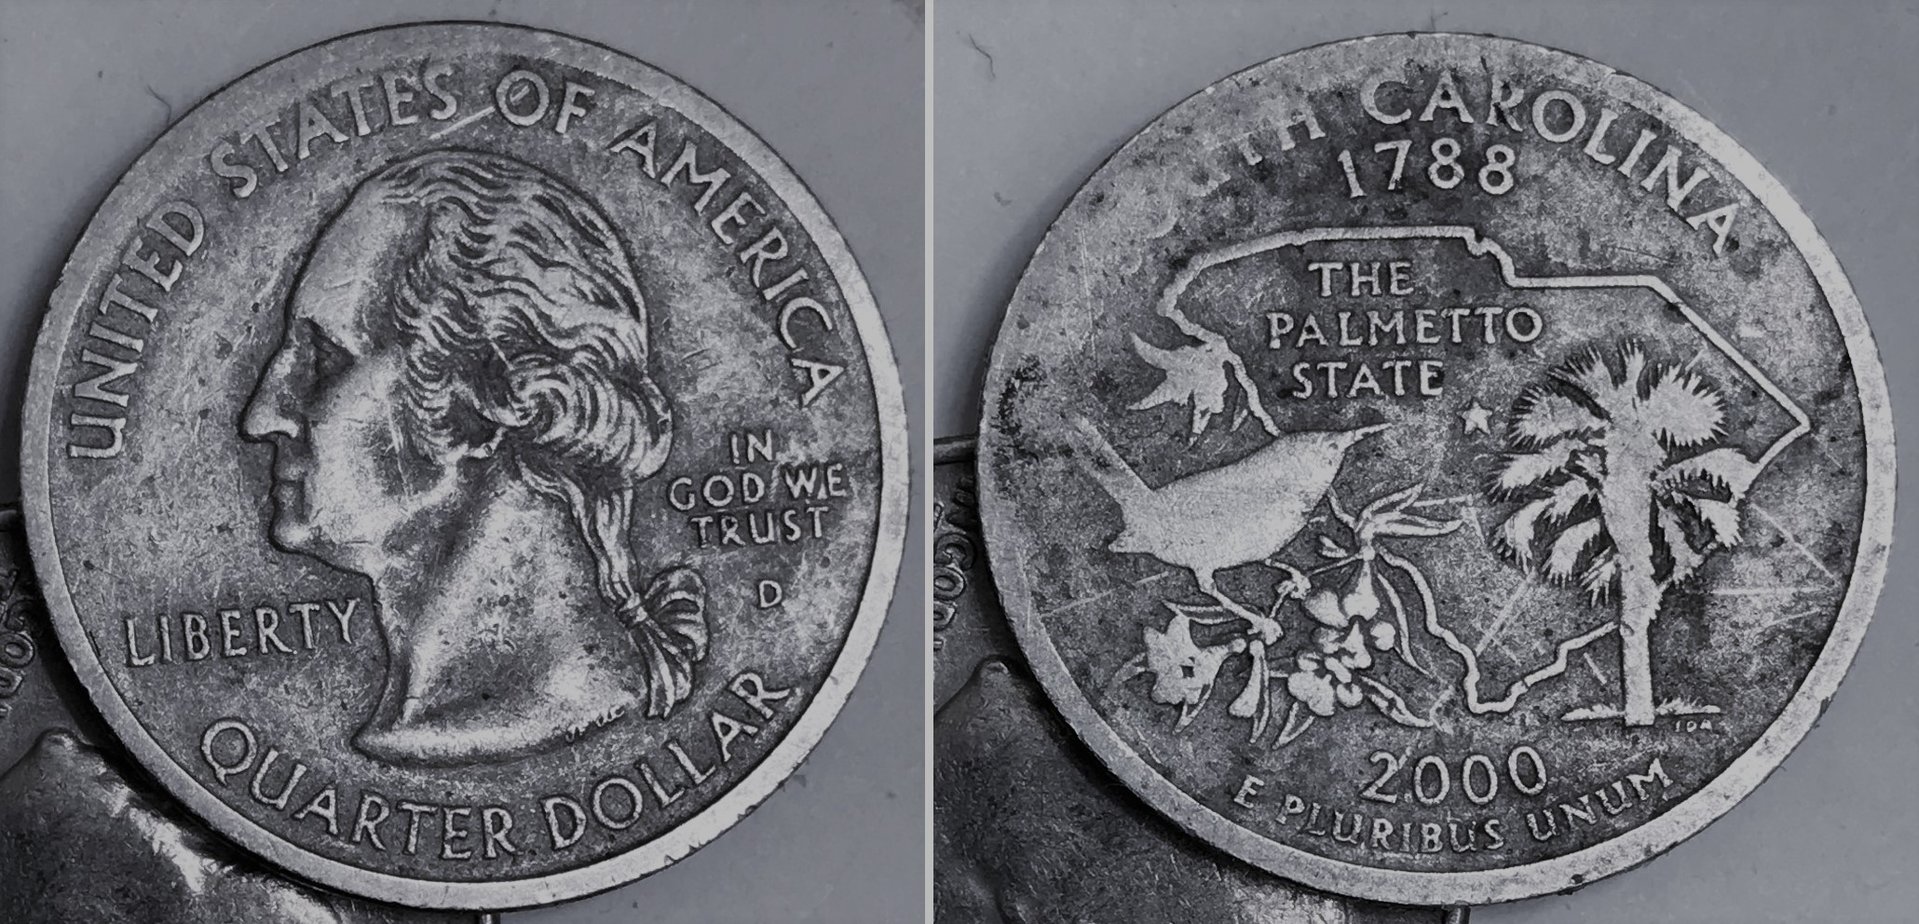 UNITED STATES OF AMERICA
IN
GOD WE
TRUST
D
LIBERTY
QUARTER DOLLAR
CAROLINA
1788
THE
PALMETTO
STATE
2000
E PLURIBUS UNUM